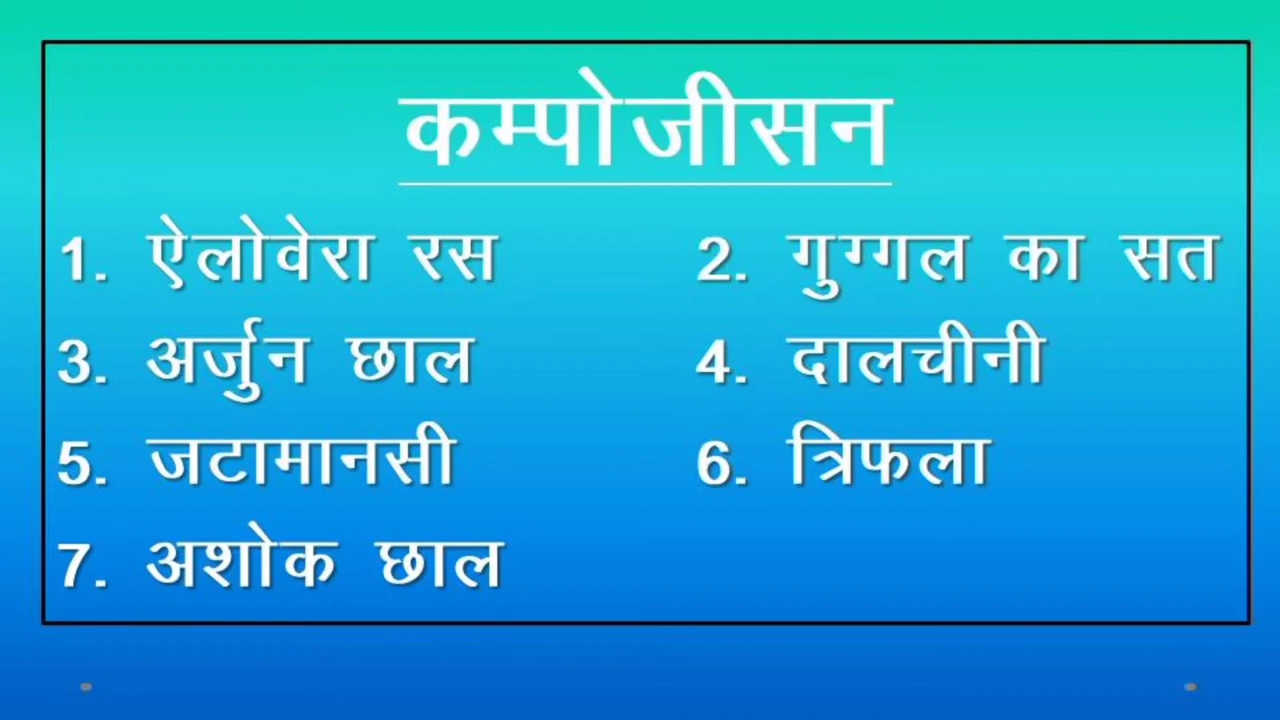 कम्पोजीसन
1. ऐलोवेरा रस 2. गुग्गल का सत
3. अर्जुन छाल 4. दालचीनी
5. जटामानसी 6. त्रिफला
7. अशोक छाल